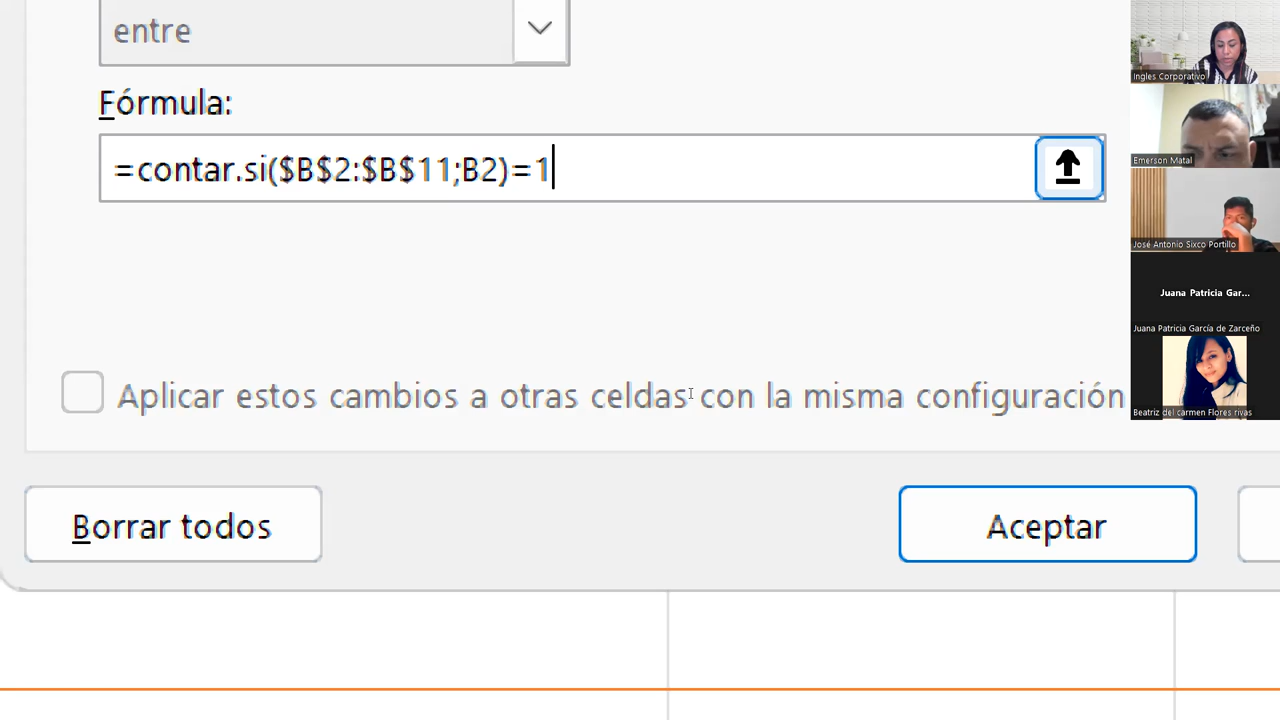 entre
Fórmula:
=contar.si($B$2:$B$11;B2)=1
Aplicar estos cambios a otras celdas con la misma configuración
Borrar todos
Aceptar
Ingles Corporativo
Emerson Matal
José Antonio Sixco Portillo
Juana Patricia Gar...
Juana Patricia García de Zarceño
Beatriz del carmen Flores rivas